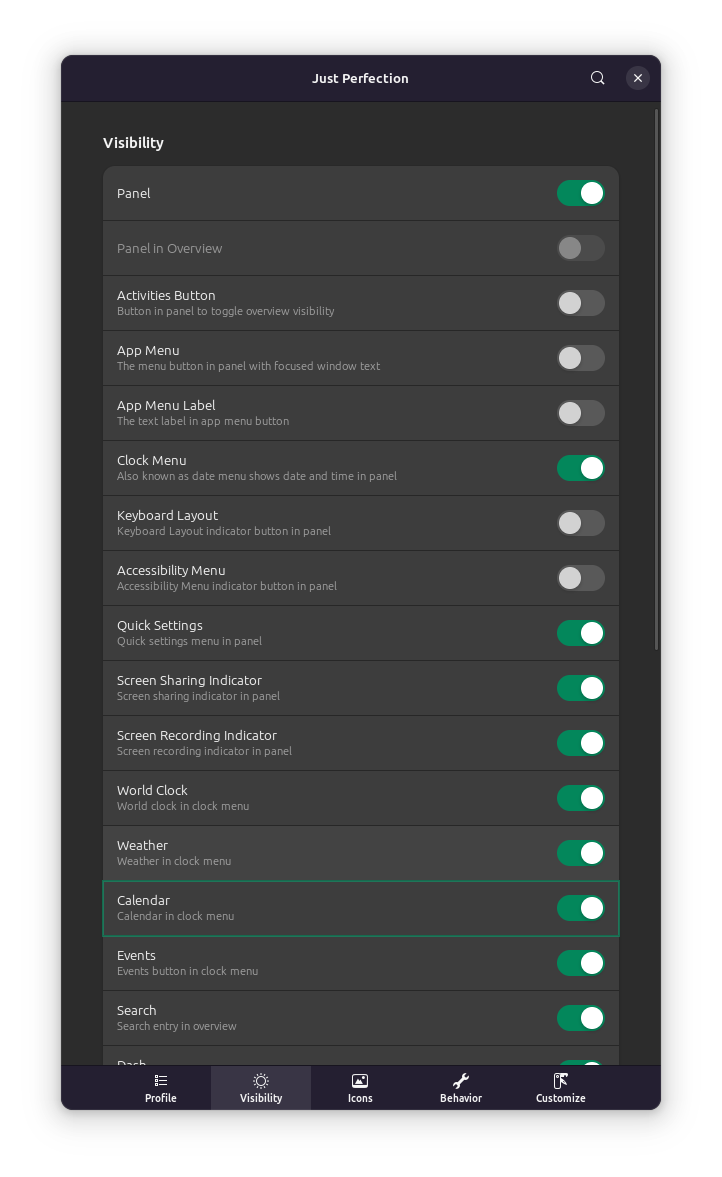 Just Perfection
Visibility
Panel
Panel in Overview
Activities Button
Button in panel to toggle overview visibility
App Menu
The menu button in panel with focused window text
App Menu Label
The text label in app menu button
Clock Menu
Also known as date menu shows date and time in panel
Keyboard Layout
Keyboard Layout indicator button in panel
Accessibility Menu
Accessibility Menu indicator button in panel
Quick Settings
Quick settings menu in panel
Screen Sharing Indicator
Screen sharing indicator in panel
Screen Recording Indicator
Screen recording indicator in panel
World Clock
World clock in clock menu
Weather
Weather in clock menu
Calendar
Calendar in clock menu
Events
Events button in clock menu
Search
Search entry in overview
Dash
Profile
Visibility
Icons
Behavior
Customize